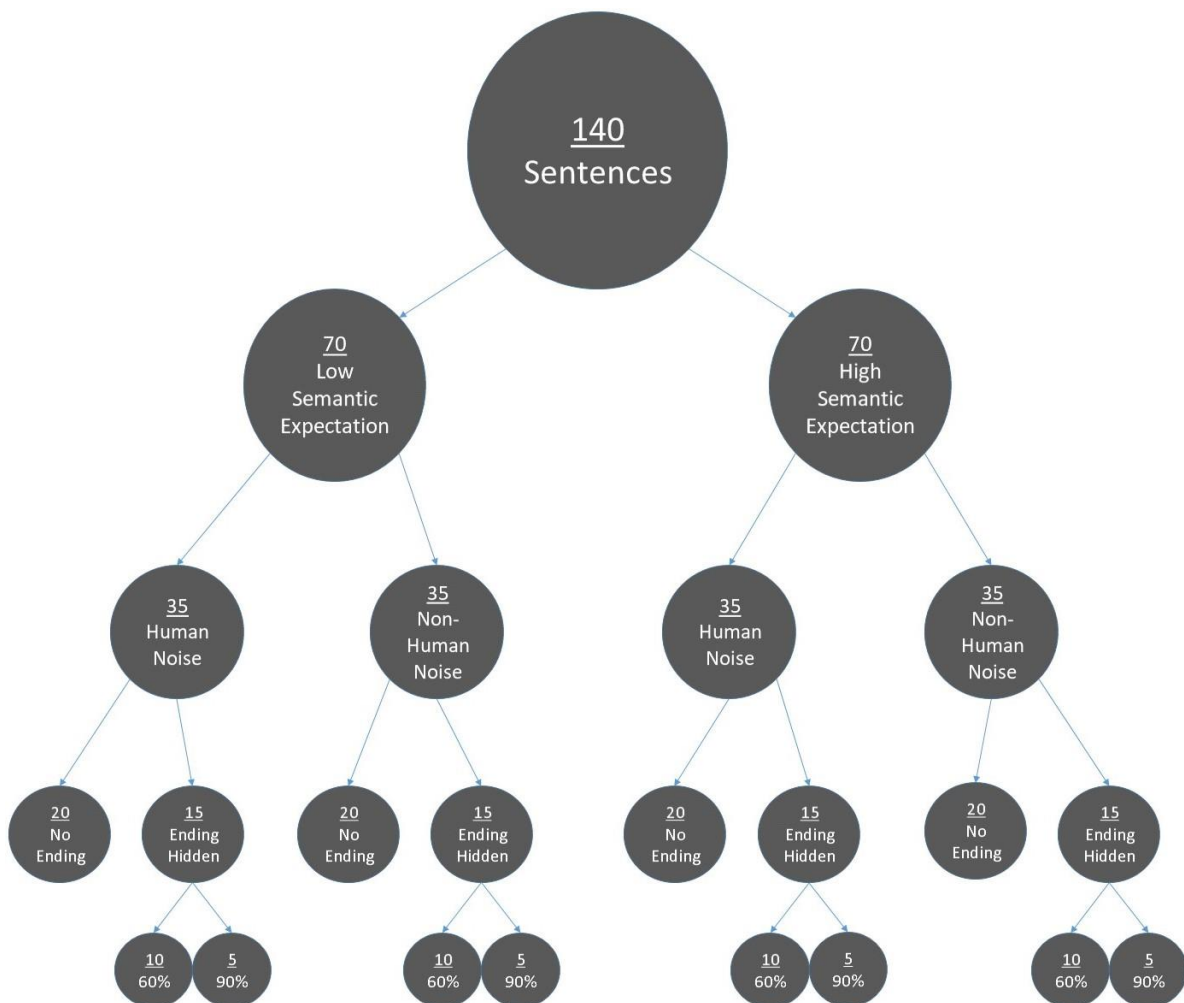 140
Sentences
70
Low
Semantic
Expectation
70
High
Semantic
Expectation
35
Human
Noise
35
Non-
Human
Noise
35
Human
Noise
35
Non-
Human
Noise
20
No
Ending
15
Ending
Hidden
20
No
Ending
15
Ending
Hidden
20
No
Ending
15
Ending
Hidden
20
No
Ending
15
Ending
Hidden
10
60%
5
90%
10
60%
5
90%
10
60%
5
90%
10
60%
5
90%